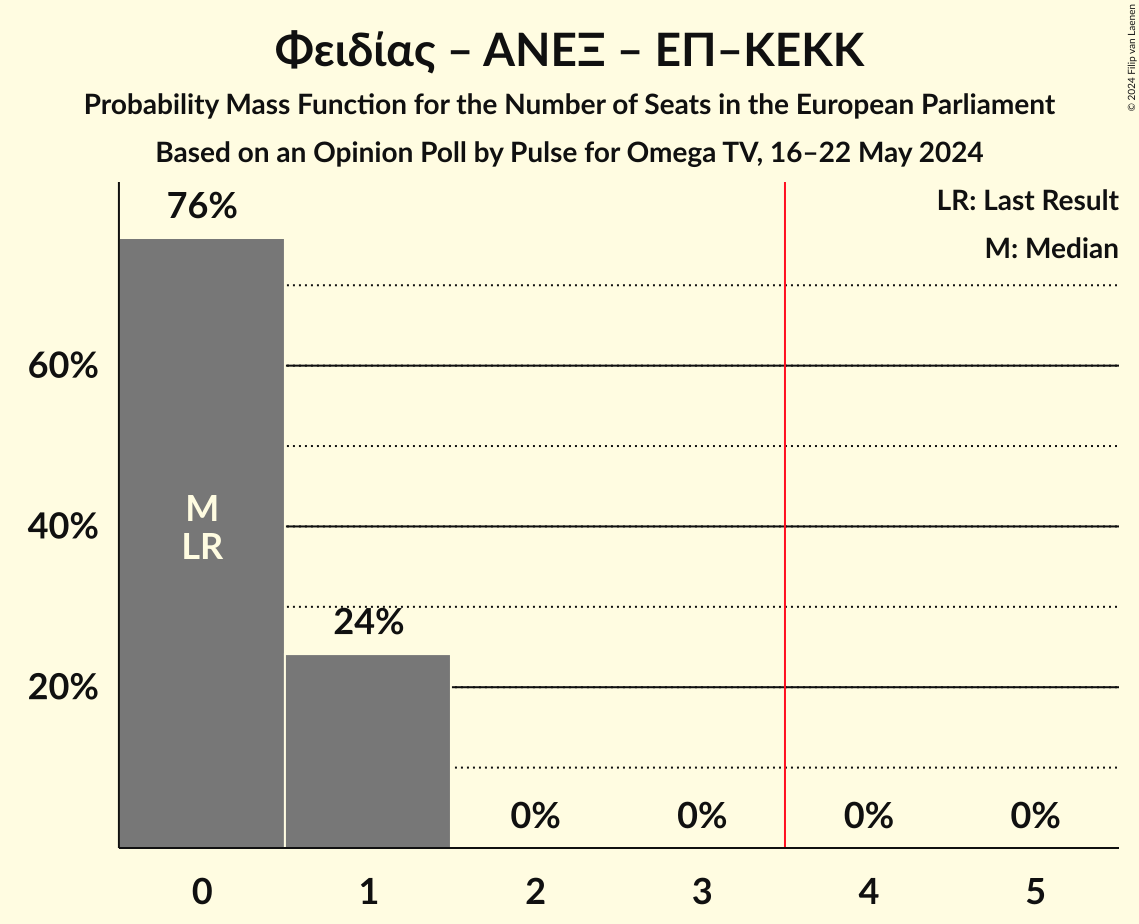 Φειδίας – ΑΝΕΞ – ΕΠ–ΚΕΚΚ
Probability Mass Function for the Number of Seats in the European Parliament
Based on an Opinion Poll by Pulse for Omega TV, 16–22 May 2024
© 2024 Filip van Laenen
LR: Last Result
M: Median
76%
60%
M
40%
LR
24%
20%
0% 0% 0% 0%
0 1 2 3 4 5